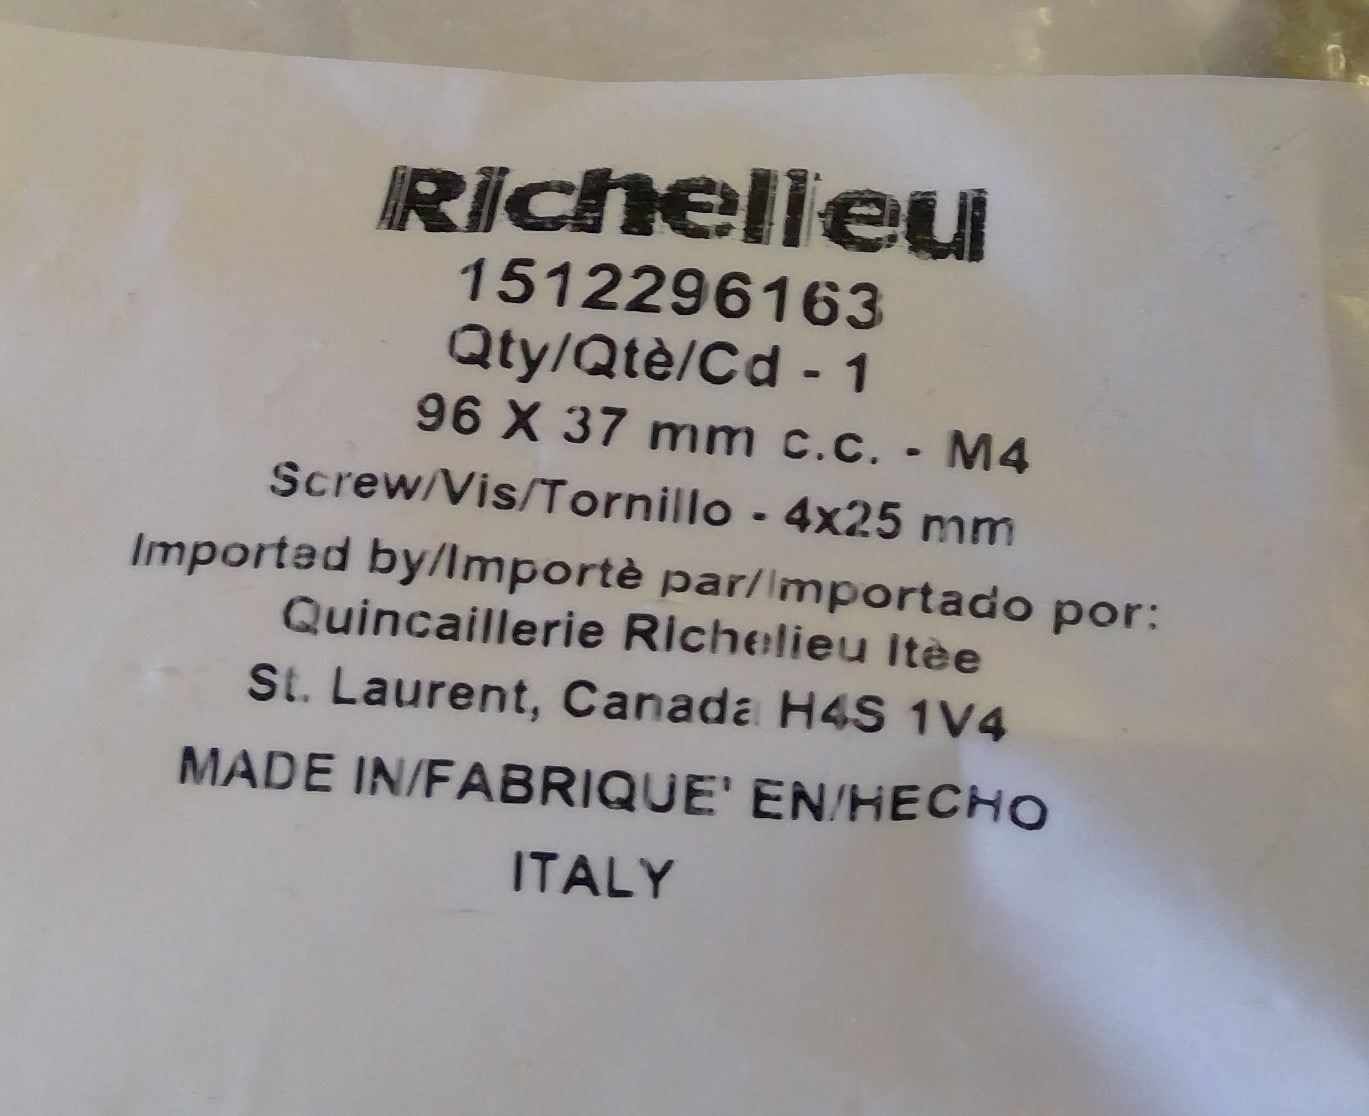 Richelieu
1512296163
Qty/Qtè/Cd - 1
96 X 37 mm c.c. - M4
Screw/Vis/Tornillo - 4x25 mm
Imported by/Importè par/Importado por:
Quincaillerie Richelieu ltèe
St. Laurent, Canada H4S 1V4
MADE IN/FABRIQUE' EN/HECHO
ITALY